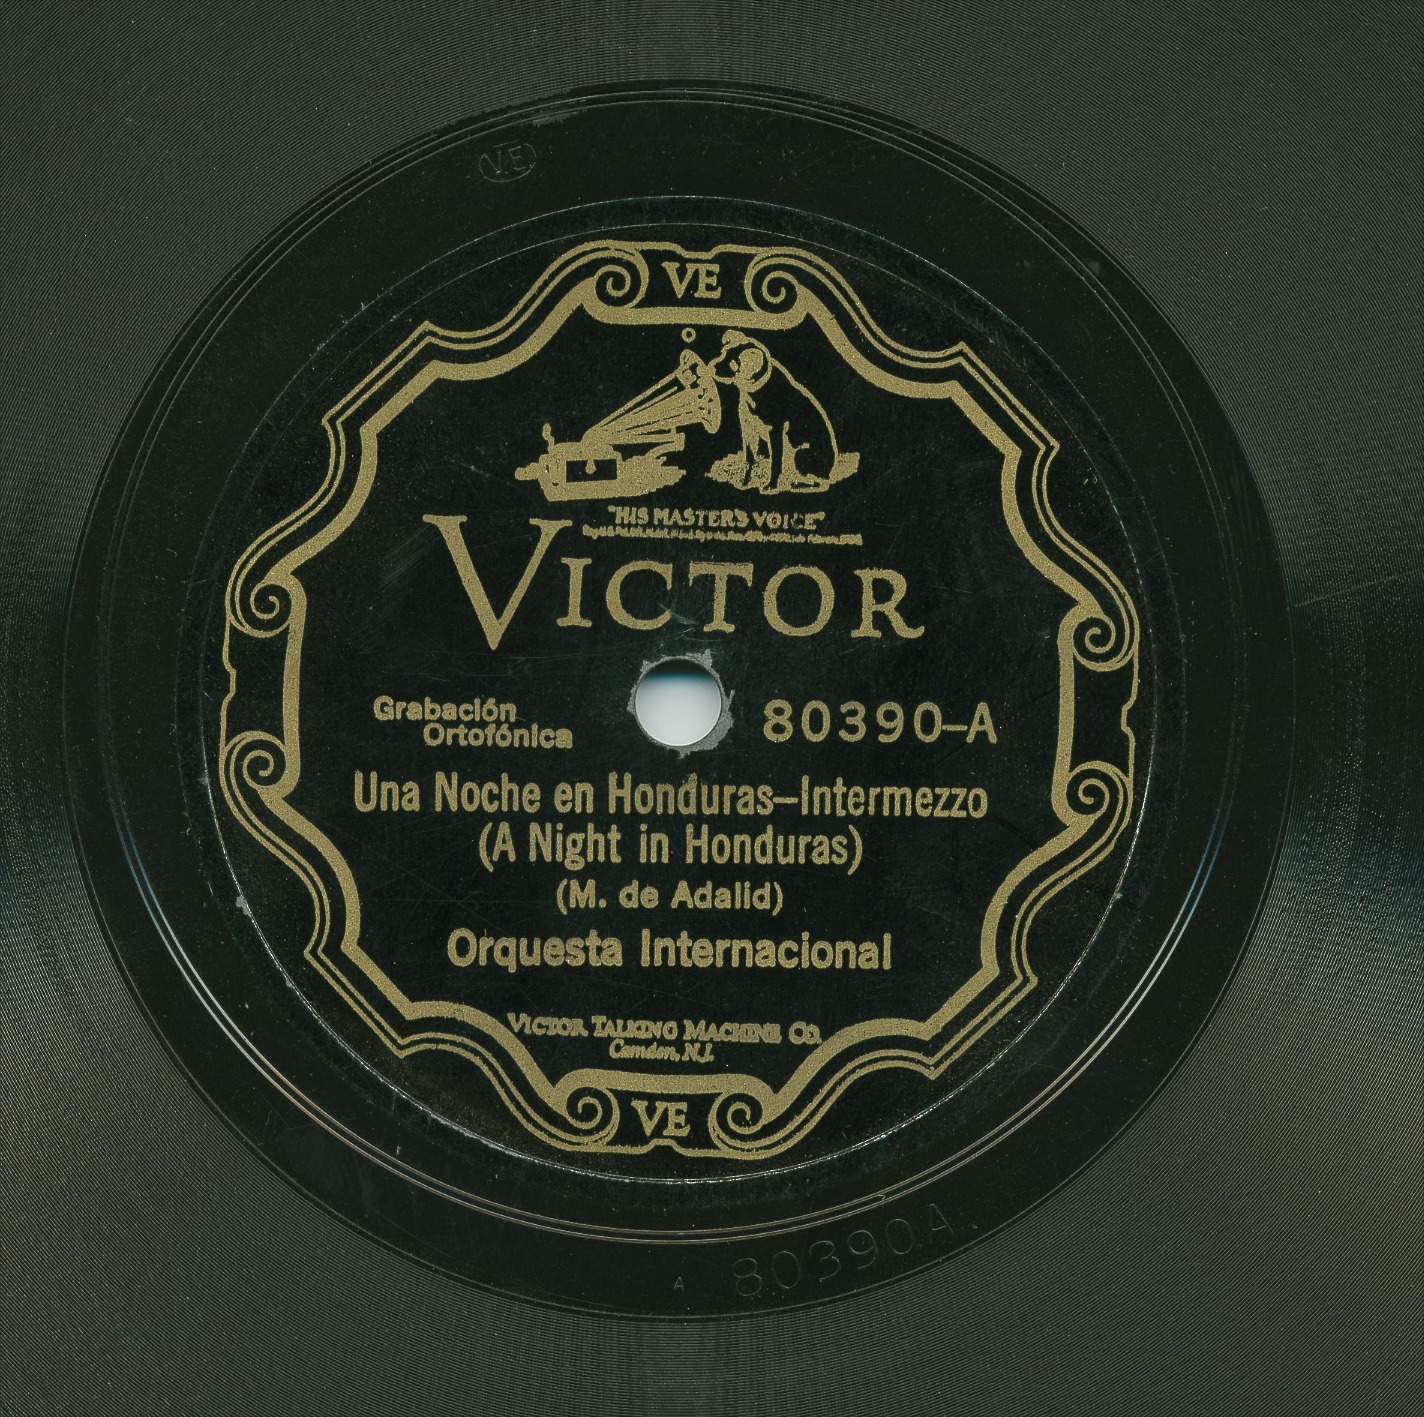 VE
VE
"HIS MASTER'S VOICE"
VICTOR
Grabación
Ortofónica
80390-A
Una Noche en Honduras-Intermezzo
(A Night in Honduras)
(M. de Adalid)
Orquesta Internacional
VICTOR TALKING MACHINE CO.
Camden, N.J.
VE
A 80390A